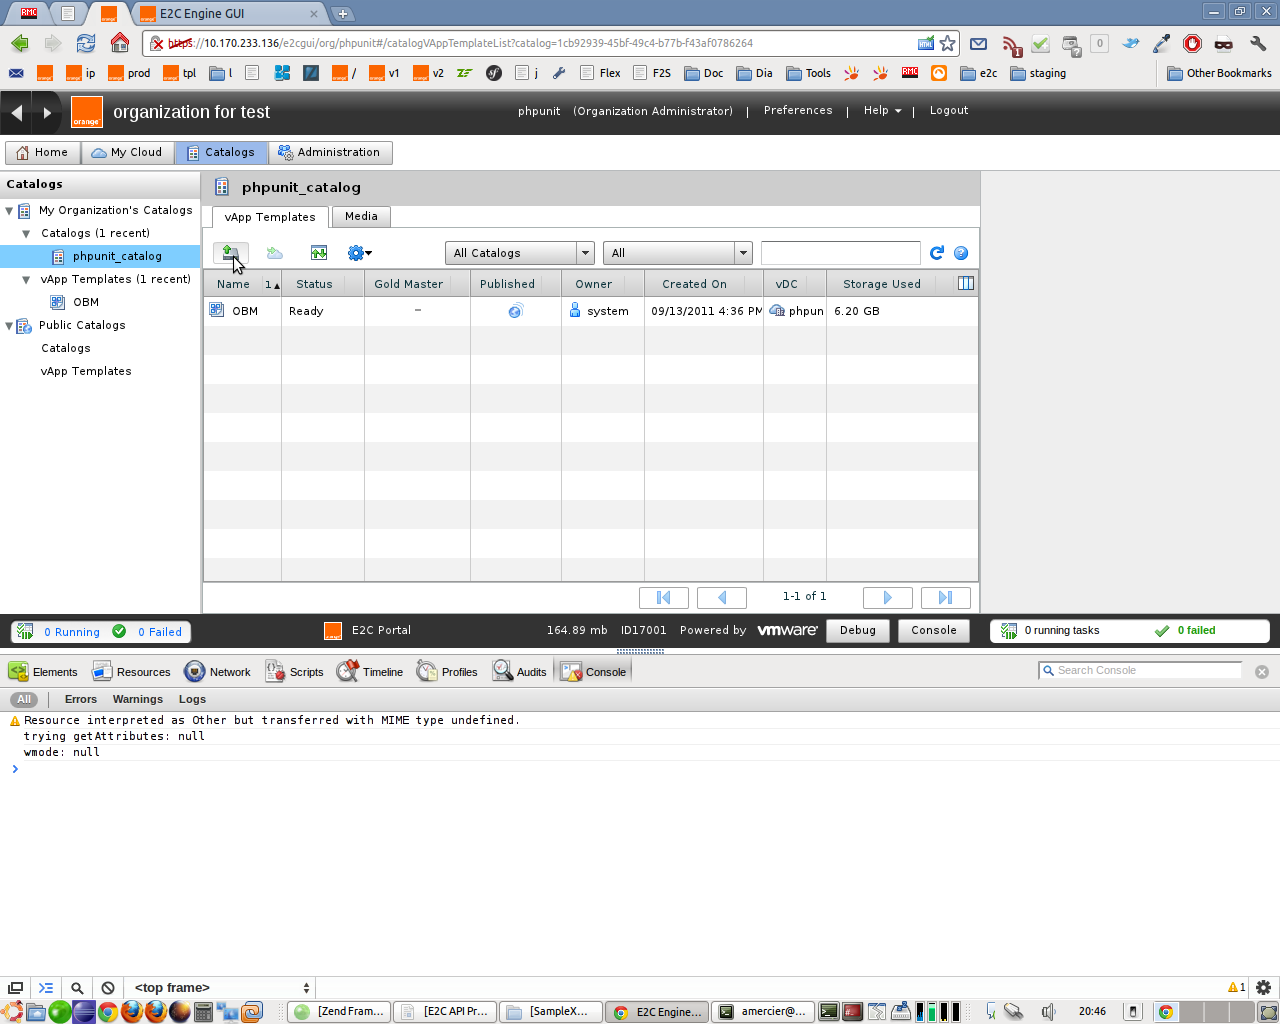 RMC
E2C Engine GUI
https://10.170.233.136/e2cgui/org/phpunit#/catalogVAppTemplateList?catalog=1cb92939-45bf-49c4-b77b-f43af0786264
ip prod tpl l / v1 v2 j Flex F2S Doc Dia Tools RMC e2c staging Other Bookmarks
organization for test
phpunit (Organization Administrator) | Preferences | Help | Logout
Home My Cloud Catalogs Administration
Catalogs
My Organization's Catalogs
Catalogs (1 recent)
phpunit_catalog
vApp Templates (1 recent)
OBM
Public Catalogs
Catalogs
vApp Templates
phpunit_catalog
vApp Templates Media
All Catalogs All
Name 1 Status Gold Master Published Owner Created On vDC Storage Used
OBM Ready – system 09/13/2011 4:36 PM phpun 6.20 GB
1-1 of 1
0 Running 0 Failed E2C Portal 164.89 mb ID17001 Powered by vmware Debug Console 0 running tasks 0 failed
Elements Resources Network Scripts Timeline Profiles Audits Console Search Console
All Errors Warnings Logs
Resource interpreted as Other but transferred with MIME type undefined.
trying getAttributes: null
wmode: null
>
<top frame> 1
[Zend Fram... [E2C API Pr... [SampleX... E2C Engine... amercier@... 20:46